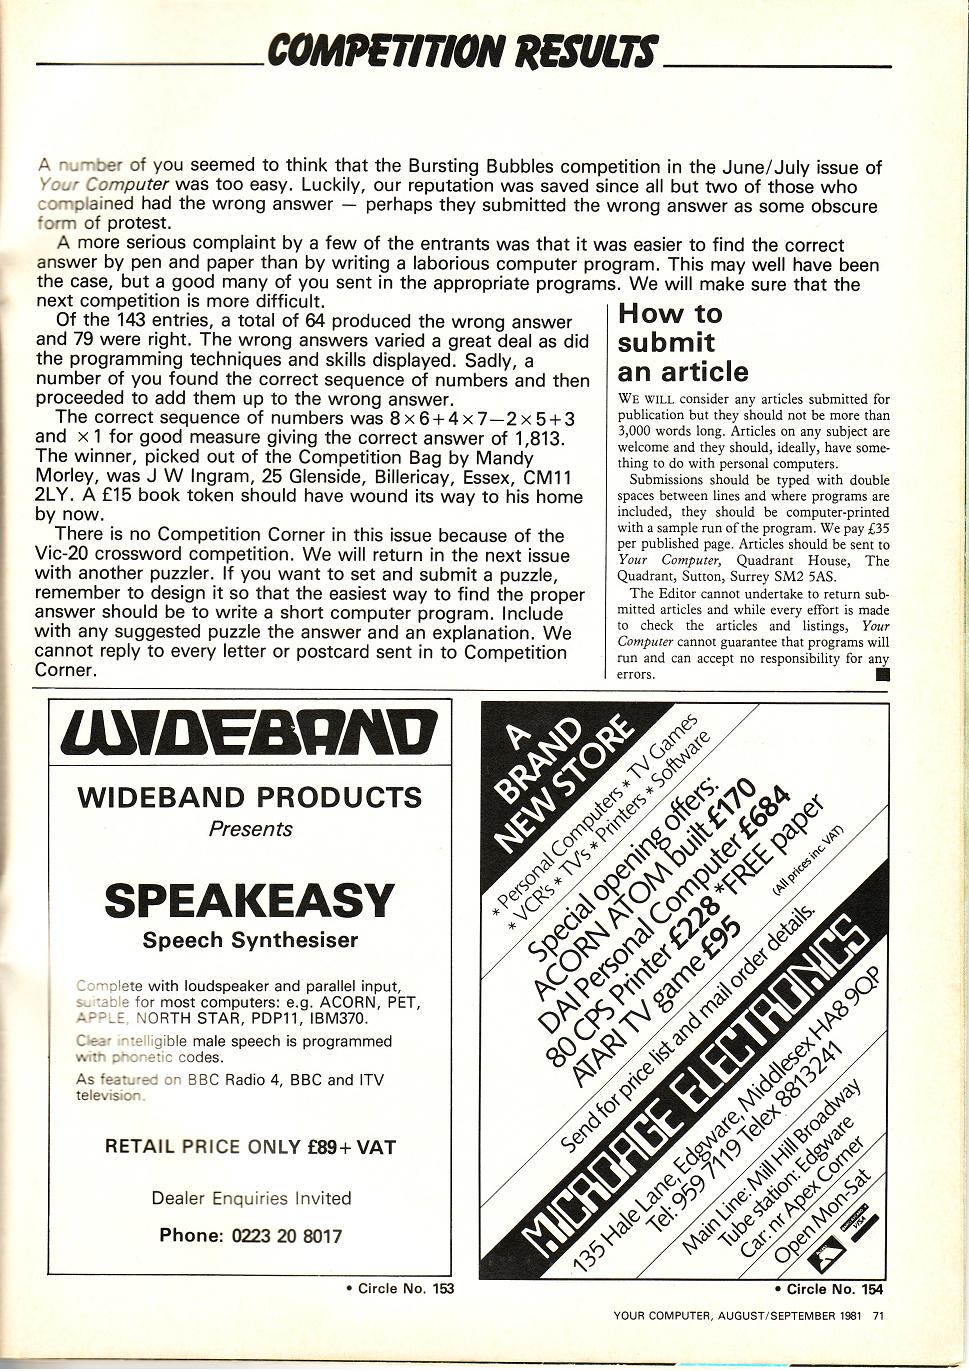 COMPETITION RESULTS
A number of you seemed to think that the Bursting Bubbles competition in the June/July issue of
Your Computer was too easy. Luckily, our reputation was saved since all but two of those who
complained had the wrong answer — perhaps they submitted the wrong answer as some obscure
form of protest.
A more serious complaint by a few of the entrants was that it was easier to find the correct
answer by pen and paper than by writing a laborious computer program. This may well have been
the case, but a good many of you sent in the appropriate programs. We will make sure that the
next competition is more difficult.
Of the 143 entries, a total of 64 produced the wrong answer
and 79 were right. The wrong answers varied a great deal as did
the programming techniques and skills displayed. Sadly, a
number of you found the correct sequence of numbers and then
proceeded to add them up to the wrong answer.
The correct sequence of numbers was 8×6+4×7−2×5+3
and ×1 for good measure giving the correct answer of 1,813.
The winner, picked out of the Competition Bag by Mandy
Morley, was J W Ingram, 25 Glenside, Billericay, Essex, CM11
2LY. A £15 book token should have wound its way to his home
by now.
There is no Competition Corner in this issue because of the
Vic-20 crossword competition. We will return in the next issue
with another puzzler. If you want to set and submit a puzzle,
remember to design it so that the easiest way to find the proper
answer should be to write a short computer program. Include
with any suggested puzzle the answer and an explanation. We
cannot reply to every letter or postcard sent in to Competition
Corner.
How to
submit
an article
WE WILL consider any articles submitted for
publication but they should not be more than
3,000 words long. Articles on any subject are
welcome and they should, ideally, have some-
thing to do with personal computers.
Submissions should be typed with double
spaces between lines and where programs are
included, they should be computer-printed
with a sample run of the program. We pay £35
per published page. Articles should be sent to
Your Computer, Quadrant House, The
Quadrant, Sutton, Surrey SM2 5AS.
The Editor cannot undertake to return sub-
mitted articles and while every effort is made
to check the articles and listings, Your
Computer cannot guarantee that programs will
run and can accept no responsibility for any
errors.
WIDEBAND
WIDEBAND PRODUCTS
Presents
SPEAKEASY
Speech Synthesiser
Complete with loudspeaker and parallel input,
suitable for most computers: e.g. ACORN, PET,
APPLE, NORTH STAR, PDP11, IBM370.
Clear intelligible male speech is programmed
with phonetic codes.
As featured on BBC Radio 4, BBC and ITV
television.
RETAIL PRICE ONLY £89+ VAT
Dealer Enquiries Invited
Phone: 0223 20 8017
• Circle No. 153
A
BRAND
NEW STORE
* Personal Computers * TV Games
* VCR's * TV's * Printers * Software
Special opening offers:
ACORN ATOM built £170
DAI Personal Computer £684
80 CPS Printer £228 *FREE paper
ATARI TV game £95
(All prices inc. VAT)
Send for price list and mail order details.
MICROAGE ELECTRONICS
135 Hale Lane, Edgware, Middlesex HA8 9QP
Tel: 959 7119 Telex 8813241
Main Line: Mill Hill Broadway
Tube station: Edgware
Car: nr Apex Corner
Open Mon-Sat
VISA
• Circle No. 154
YOUR COMPUTER, AUGUST/SEPTEMBER 1981 71